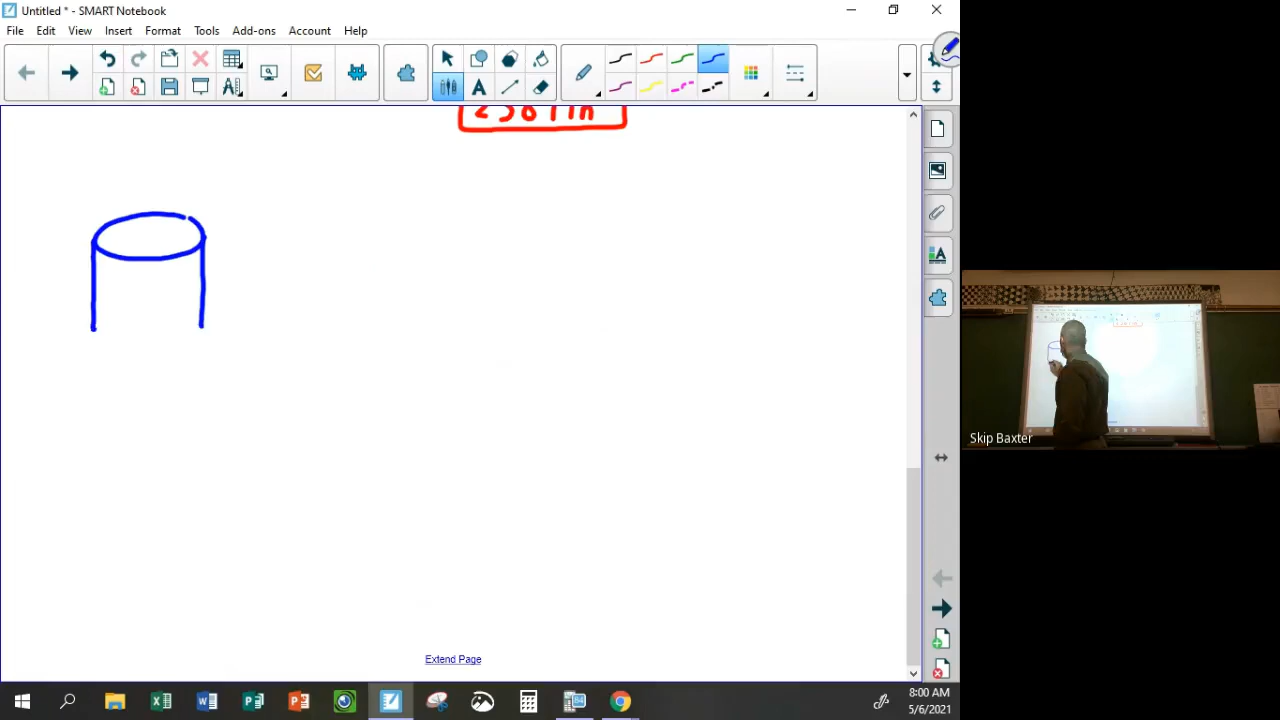 Untitled * - SMART Notebook
File Edit View Insert Format Tools Add-ons Account Help
Extend Page
Skip Baxter
8:00 AM
5/6/2021